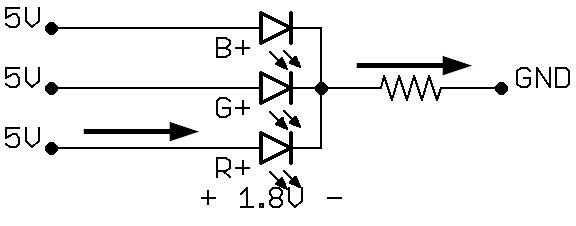 5V
B+
5V
G+
GND
5V
R+
+ 1.8V -